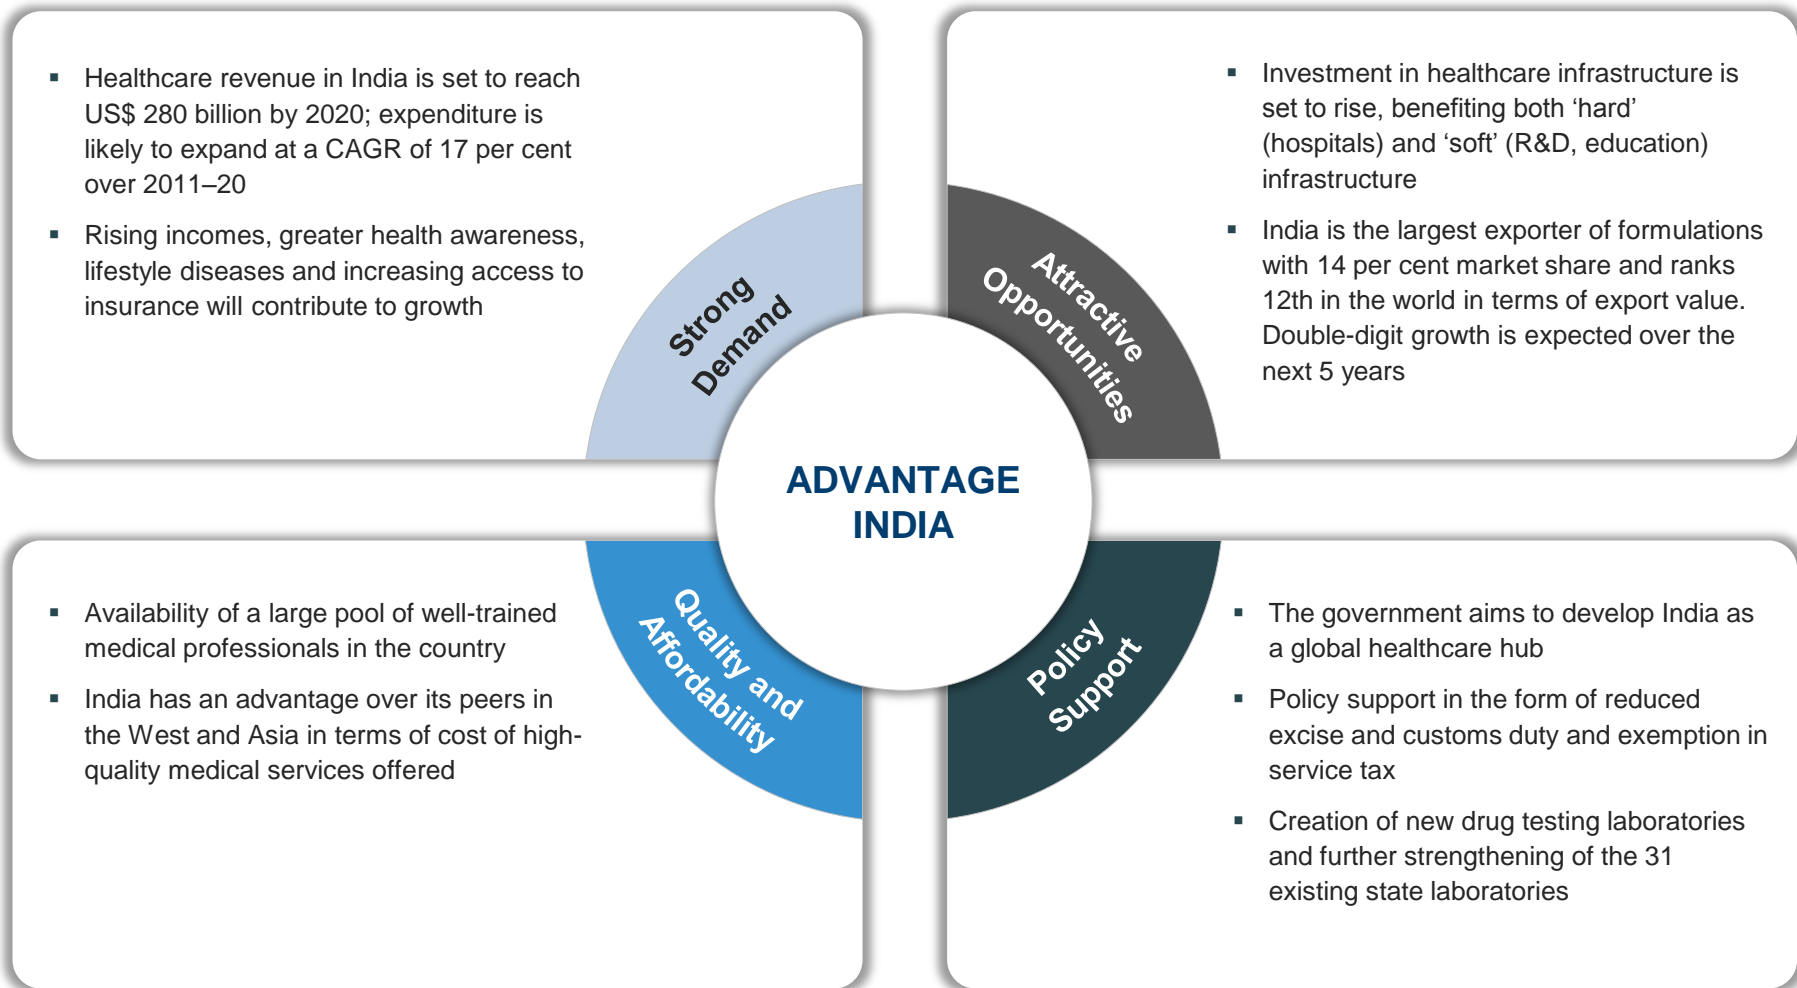 ▪ Healthcare revenue in India is set to reach
US$ 280 billion by 2020; expenditure is
likely to expand at a CAGR of 17 per cent
over 2011–20
▪ Rising incomes, greater health awareness,
lifestyle diseases and increasing access to
insurance will contribute to growth
Strong
Demand
▪ Investment in healthcare infrastructure is
set to rise, benefiting both ‘hard’
(hospitals) and ‘soft’ (R&D, education)
infrastructure
▪ India is the largest exporter of formulations
with 14 per cent market share and ranks
12th in the world in terms of export value.
Double-digit growth is expected over the
next 5 years
Attractive
Opportunities
ADVANTAGE
INDIA
▪ Availability of a large pool of well-trained
medical professionals in the country
▪ India has an advantage over its peers in
the West and Asia in terms of cost of high-
quality medical services offered
Quality and
Affordability
▪ The government aims to develop India as
a global healthcare hub
▪ Policy support in the form of reduced
excise and customs duty and exemption in
service tax
▪ Creation of new drug testing laboratories
and further strengthening of the 31
existing state laboratories
Policy
Support